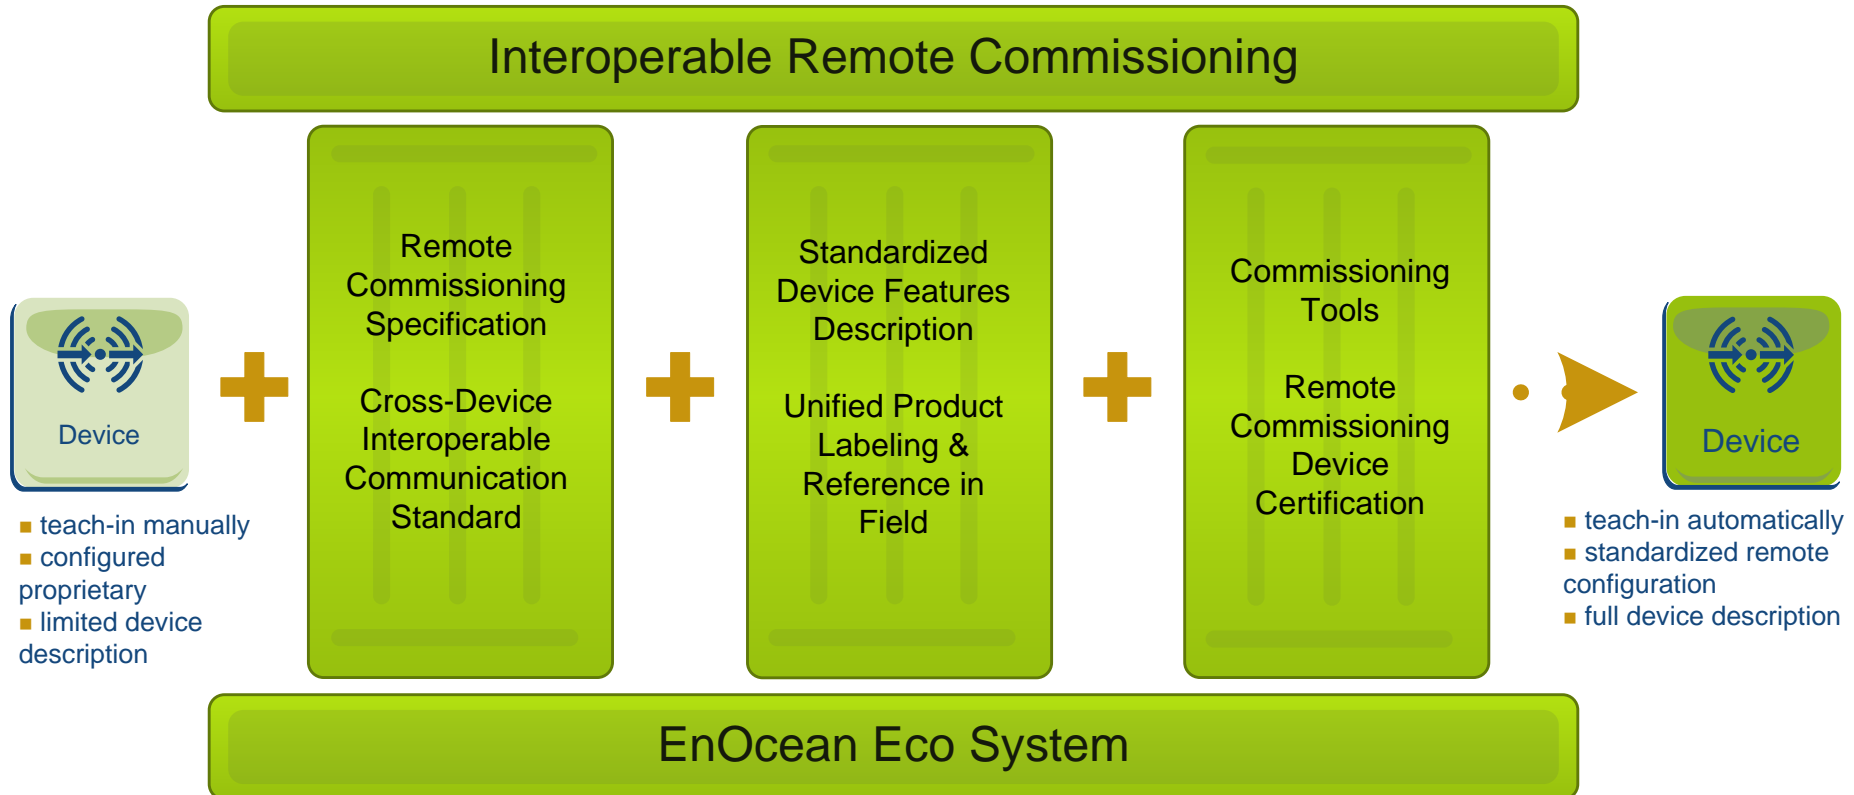 Interoperable Remote Commissioning
Device
■ teach-in manually
■ configured
proprietary
■ limited device
description
Remote
Commissioning
Specification
Cross-Device
Interoperable
Communication
Standard
Standardized
Device Features
Description
Unified Product
Labeling &
Reference in
Field
Commissioning
Tools
Remote
Commissioning
Device
Certification
Device
■ teach-in automatically
■ standardized remote
configuration
■ full device description
EnOcean Eco System